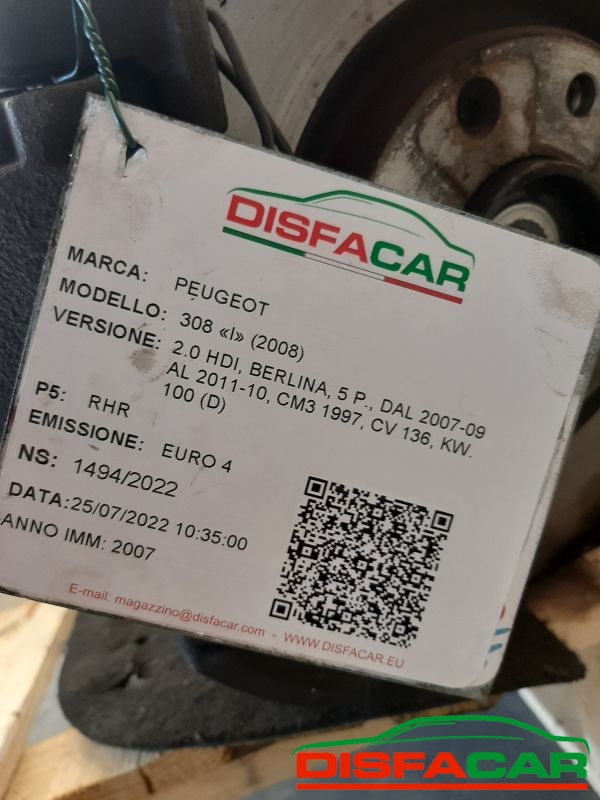 DISFACAR
MARCA: PEUGEOT
MODELLO: 308 «I» (2008)
VERSIONE: 2.0 HDI, BERLINA, 5 P., DAL 2007-09
AL 2011-10, CM3 1997, CV 136, KW.
100 (D)
P5: RHR
EMISSIONE: EURO 4
NS: 1494/2022
DATA:25/07/2022 10:35:00
ANNO IMM: 2007
E-mail: magazzino@disfacar.com - WWW.DISFACAR.EU
DISFACAR